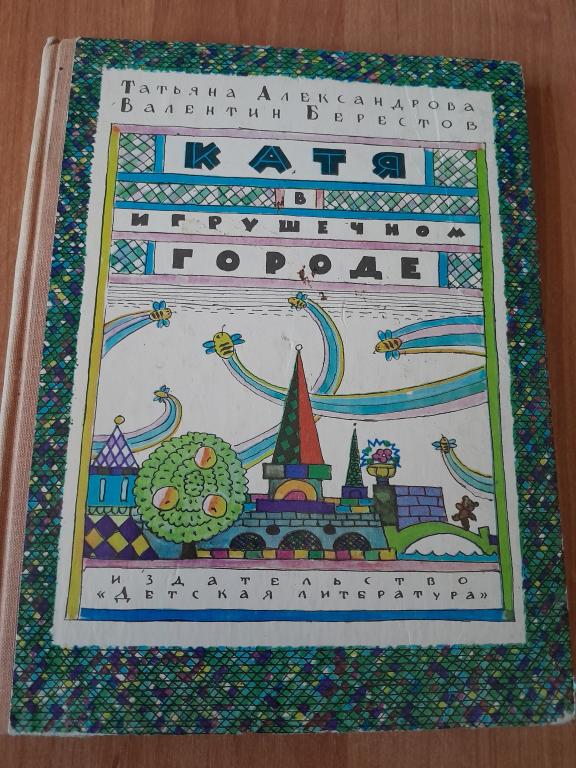 Татьяна Александрова
Валентин Берестов
КАТЯ
В
ИГРУШЕЧНОМ
ГОРОДЕ
ИЗДАТЕЛЬСТВО
«ДЕТСКАЯ ЛИТЕРАТУРА»